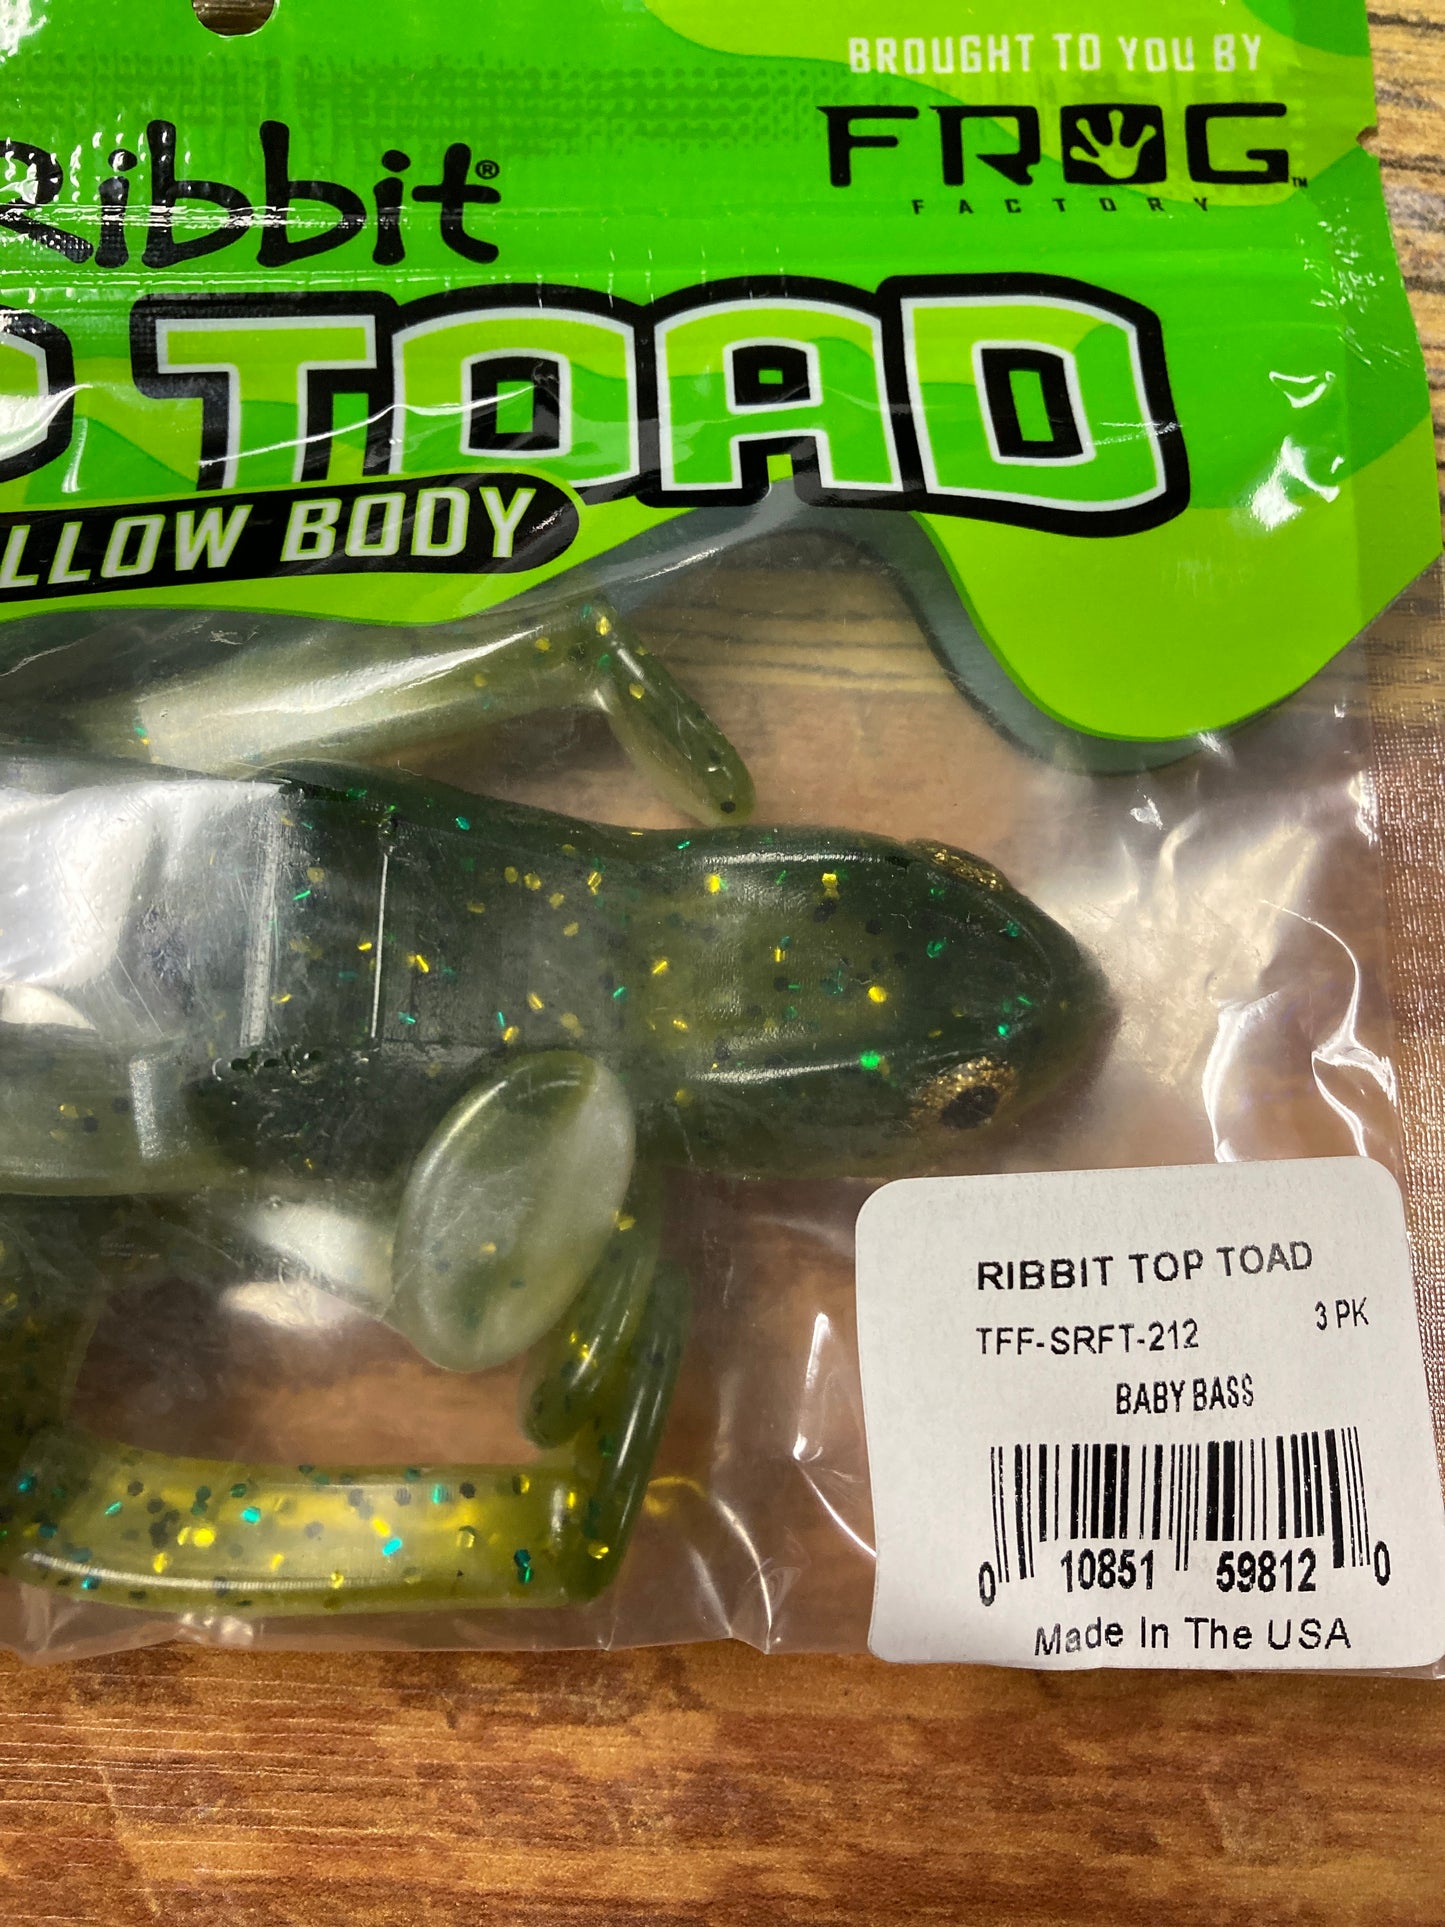 BROUGHT TO YOU BY
FROG™
FACTORY
Ribbit®
P TOAD
LLOW BODY
RIBBIT TOP TOAD
3 PK
TFF-SRFT-212
BABY BASS
0 10851 59812 0
Made In The USA